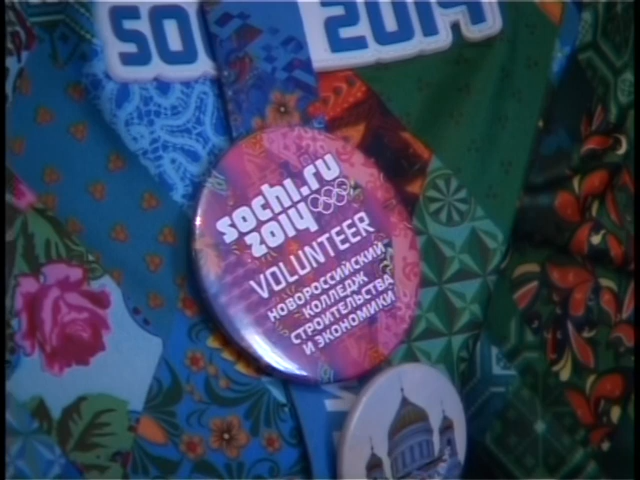 SO
2014
sochi.ru
2014
VOLUNTEER
НОВОРОССИЙСКИЙ
КОЛЛЕДЖ
СТРОИТЕЛЬСТВА
И ЭКОНОМИКИ